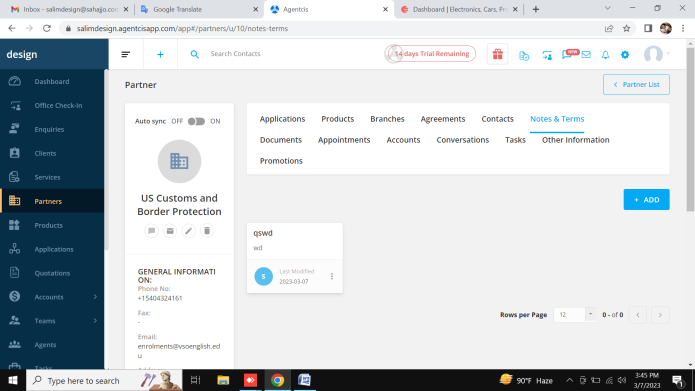 Inbox - salimdesign@sahajjo.co
Google Translate
Agentcis
Dashboard | Electronics, Cars, Fr
salimdesign.agentcisapp.com/app#/partners/u/10/notes-terms
design
Search Contacts
14 days Trial Remaining
NEW
Dashboard
Office Check-In
Enquiries
Clients
Services
Partners
Products
Applications
Quotations
Accounts
Teams
Agents
Tasks
Partner
Partner List
Auto sync OFF ON
US Customs and
Border Protection
GENERAL INFORMATI
ON:
Phone No:
+15404324161
Fax:
-
Email:
enrolments@vsoenglish.ed
u
Applications Products Branches Agreements Contacts Notes & Terms
Documents Appointments Accounts Conversations Tasks Other Information
Promotions
+ ADD
qswd
wd
S
Last Modified
2023-03-07
Rows per Page 12 0 - of 0
Type here to search
90°F Haze
3:45 PM
3/7/2023